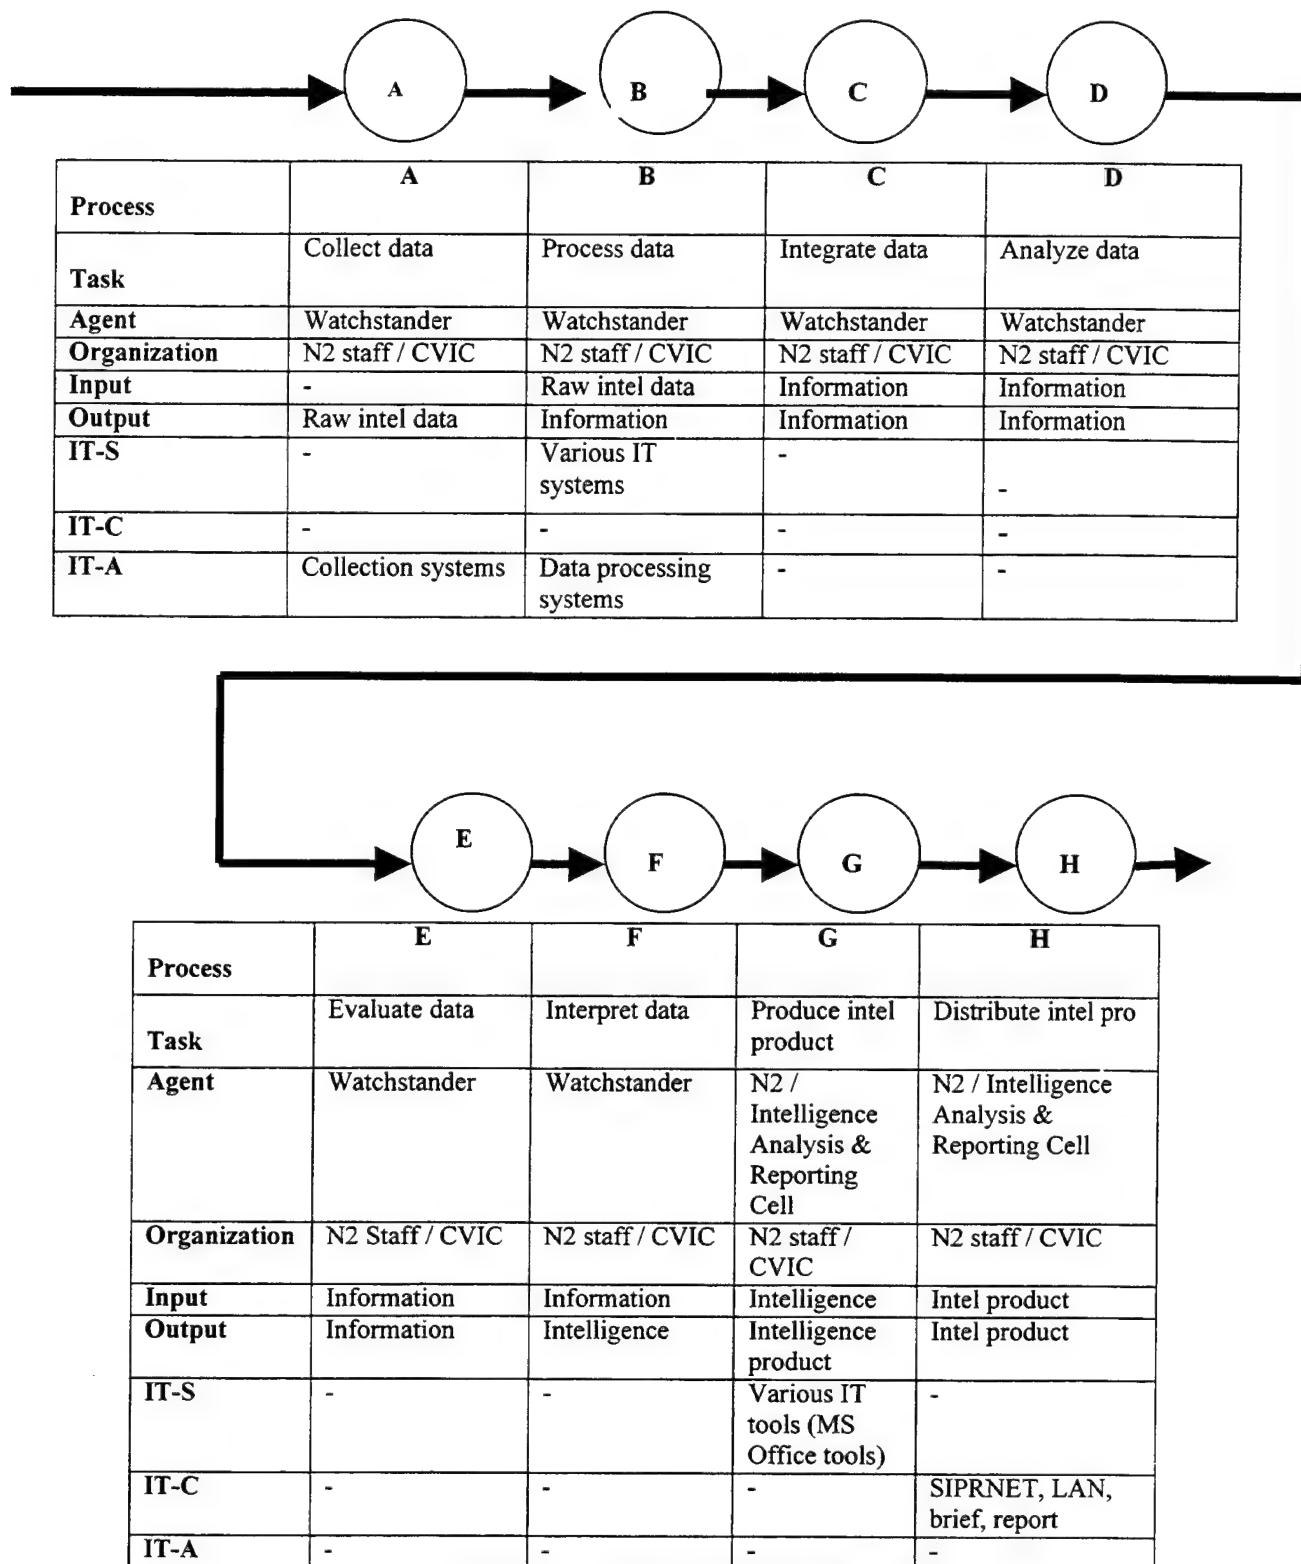 A B C D
A B C D
Process
Collect data Process data Integrate data Analyze data
Task
Agent Watchstander Watchstander Watchstander Watchstander
Organization N2 staff / CVIC N2 staff / CVIC N2 staff / CVIC N2 staff / CVIC
Input - Raw intel data Information Information
Output Raw intel data Information Information Information
IT-S - Various IT - 
systems -
IT-C - - - -
IT-A Collection systems Data processing - -
systems
E F G H
E F G H
Process
Evaluate data Interpret data Produce intel Distribute intel pro
Task product
Agent Watchstander Watchstander N2 / N2 / Intelligence
Intelligence Analysis &
Analysis & Reporting Cell
Reporting
Cell
Organization N2 Staff / CVIC N2 staff / CVIC N2 staff / N2 staff / CVIC
CVIC
Input Information Information Intelligence Intel product
Output Information Intelligence Intelligence Intel product
product
IT-S - - Various IT -
tools (MS
Office tools)
IT-C - - - SIPRNET, LAN,
brief, report
IT-A - - - -